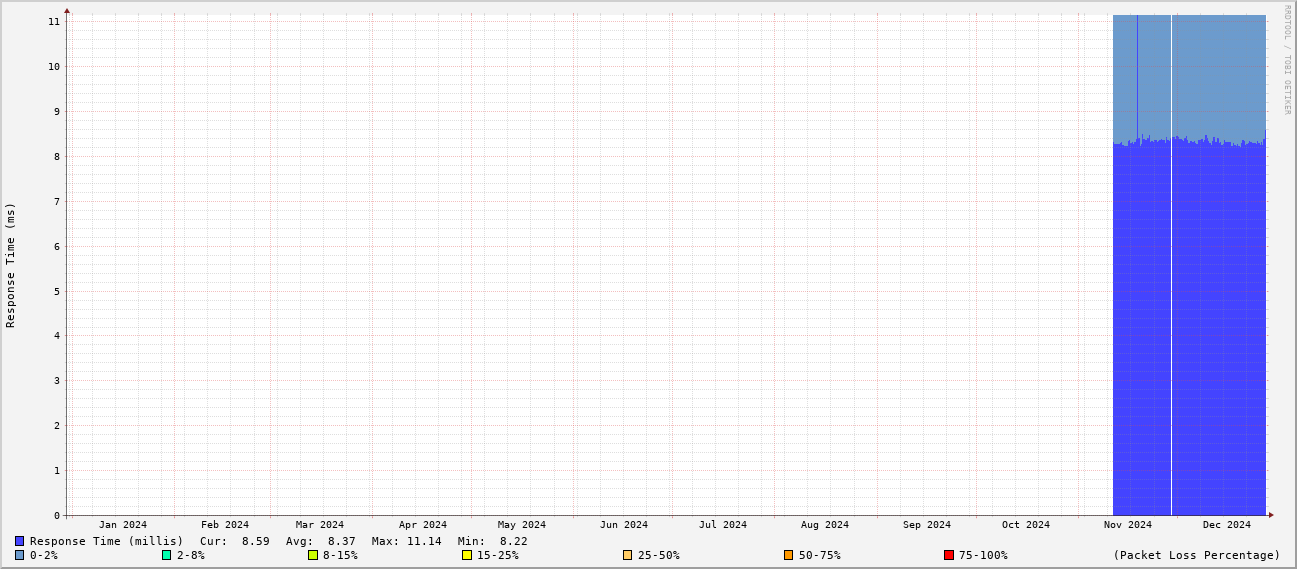 RRDTOOL / TOBI OETIKER
Response Time (ms)
11
10
9
8
7
6
5
4
3
2
1
0
Jan 2024 Feb 2024 Mar 2024 Apr 2024 May 2024 Jun 2024 Jul 2024 Aug 2024 Sep 2024 Oct 2024 Nov 2024 Dec 2024
Response Time (millis) Cur: 8.59 Avg: 8.37 Max: 11.14 Min: 8.22
0-2% 2-8% 8-15% 15-25% 25-50% 50-75% 75-100% (Packet Loss Percentage)